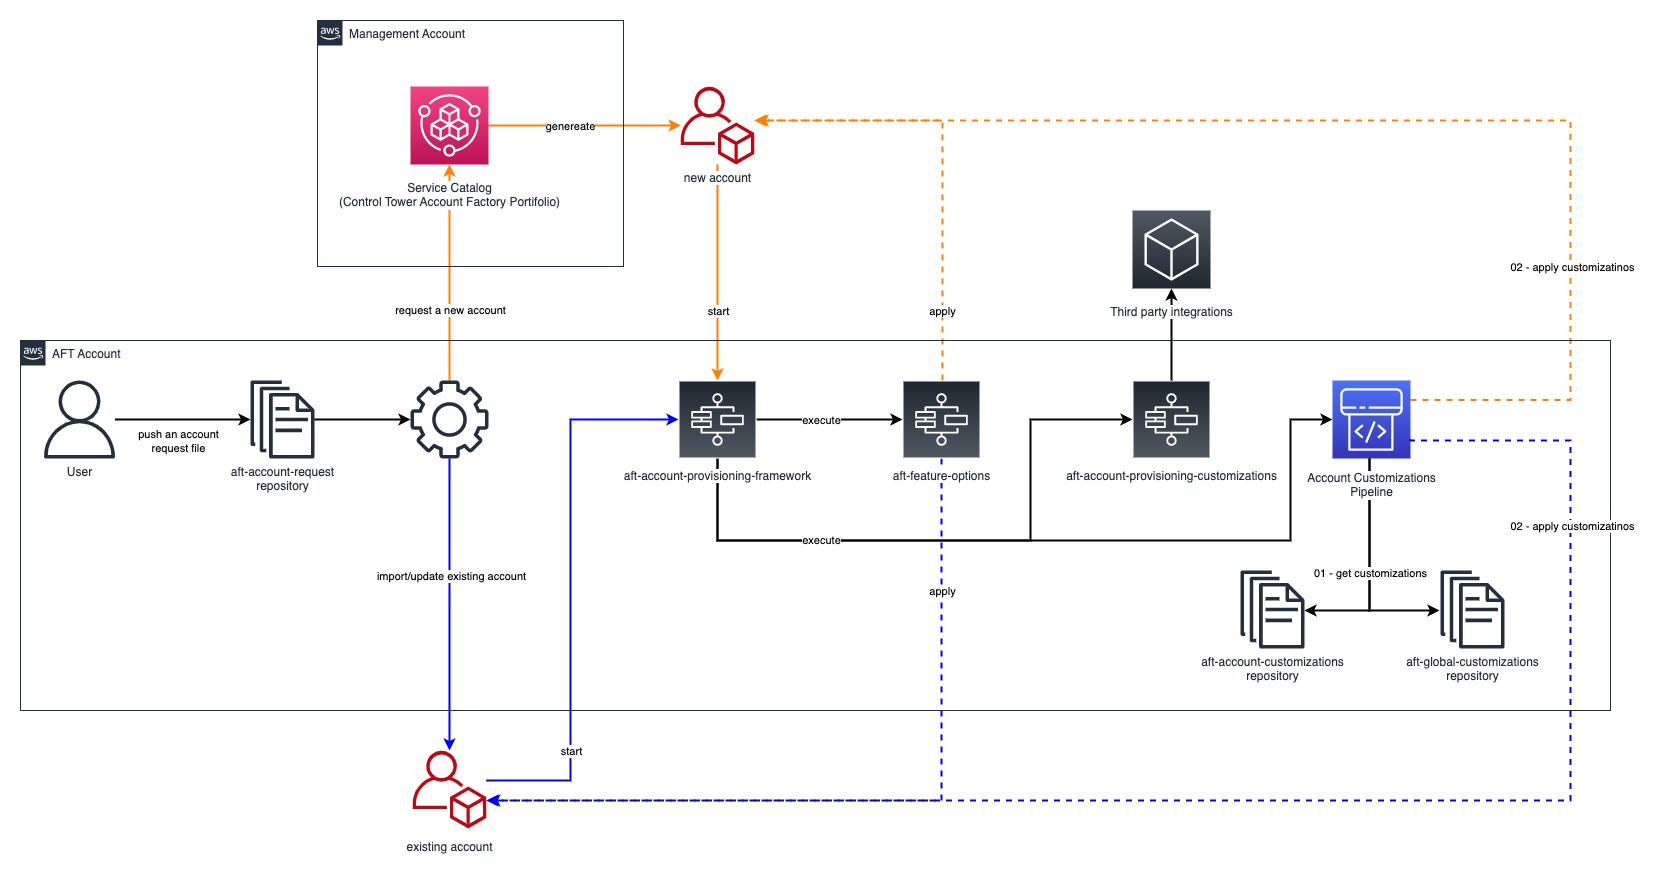 aws
Management Account
genereate
new account
Service Catalog
(Control Tower Account Factory Portifolio)
02 - apply customizatinos
request a new account
start
apply
Third party integrations
aws
AFT Account
push an account
request file
User
aft-account-request
repository
execute
aft-account-provisioning-framework
aft-feature-options
aft-account-provisioning-customizations
Account Customizations
Pipeline
02 - apply customizatinos
execute
import/update existing account
01 - get customizations
apply
aft-account-customizations
repository
aft-global-customizations
repository
start
existing account